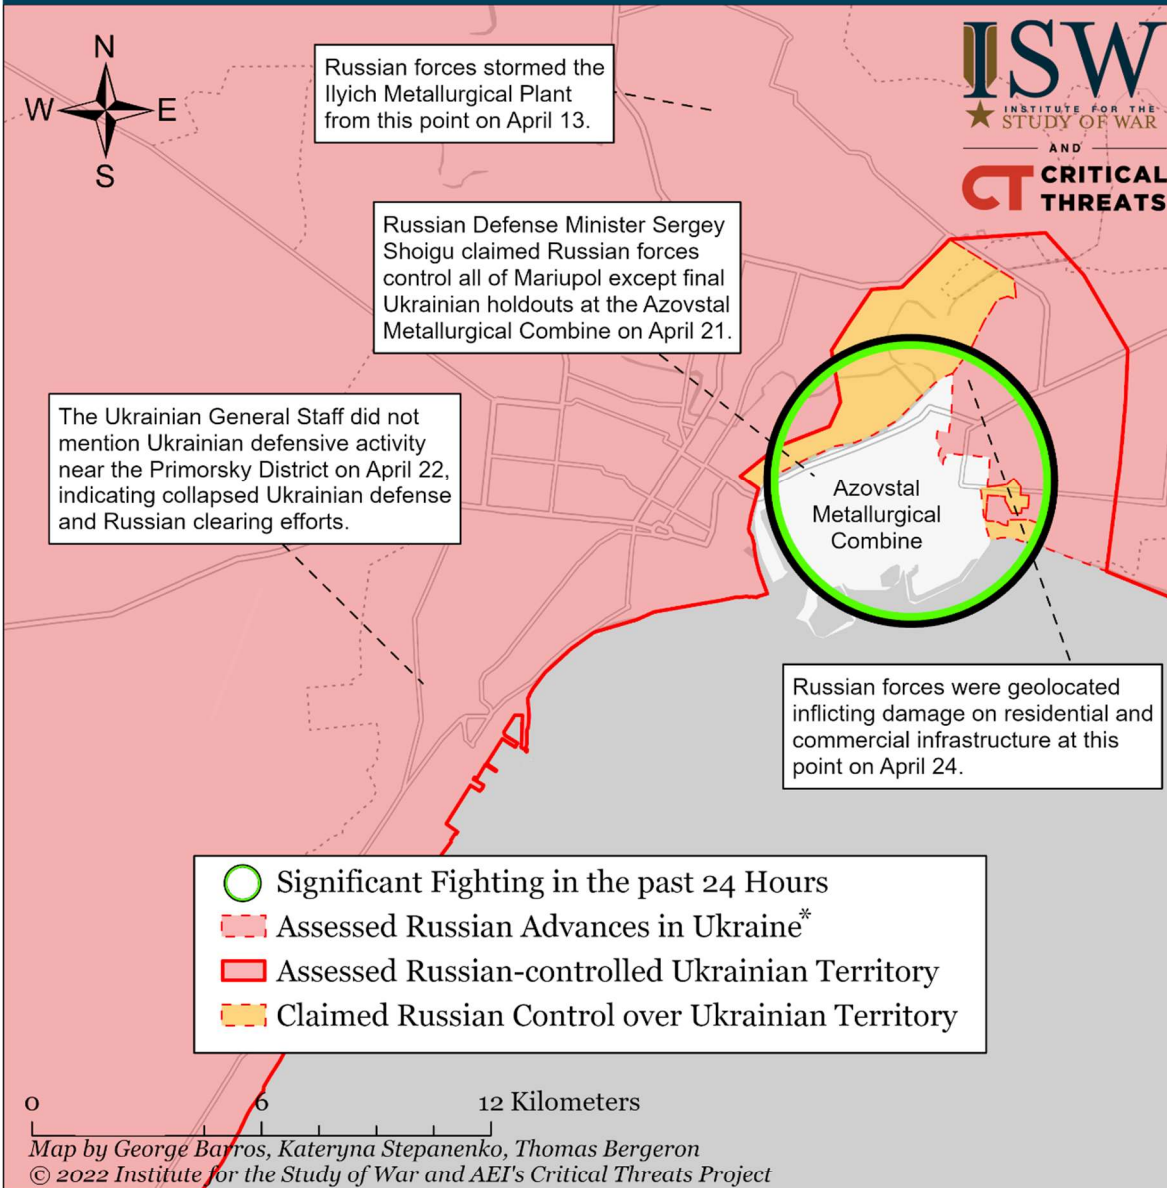 N
W E
S
Russian forces stormed the
Ilyich Metallurgical Plant
from this point on April 13.
ISW
INSTITUTE FOR THE
STUDY OF WAR
AND
CT CRITICAL
THREATS
Russian Defense Minister Sergey
Shoigu claimed Russian forces
control all of Mariupol except final
Ukrainian holdouts at the Azovstal
Metallurgical Combine on April 21.
The Ukrainian General Staff did not
mention Ukrainian defensive activity
near the Primorsky District on April 22,
indicating collapsed Ukrainian defense
and Russian clearing efforts.
Azovstal
Metallurgical
Combine
Russian forces were geolocated
inflicting damage on residential and
commercial infrastructure at this
point on April 24.
Significant Fighting in the past 24 Hours
Assessed Russian Advances in Ukraine*
Assessed Russian-controlled Ukrainian Territory
Claimed Russian Control over Ukrainian Territory
0 6 12 Kilometers
Map by George Barros, Kateryna Stepanenko, Thomas Bergeron
© 2022 Institute for the Study of War and AEI's Critical Threats Project